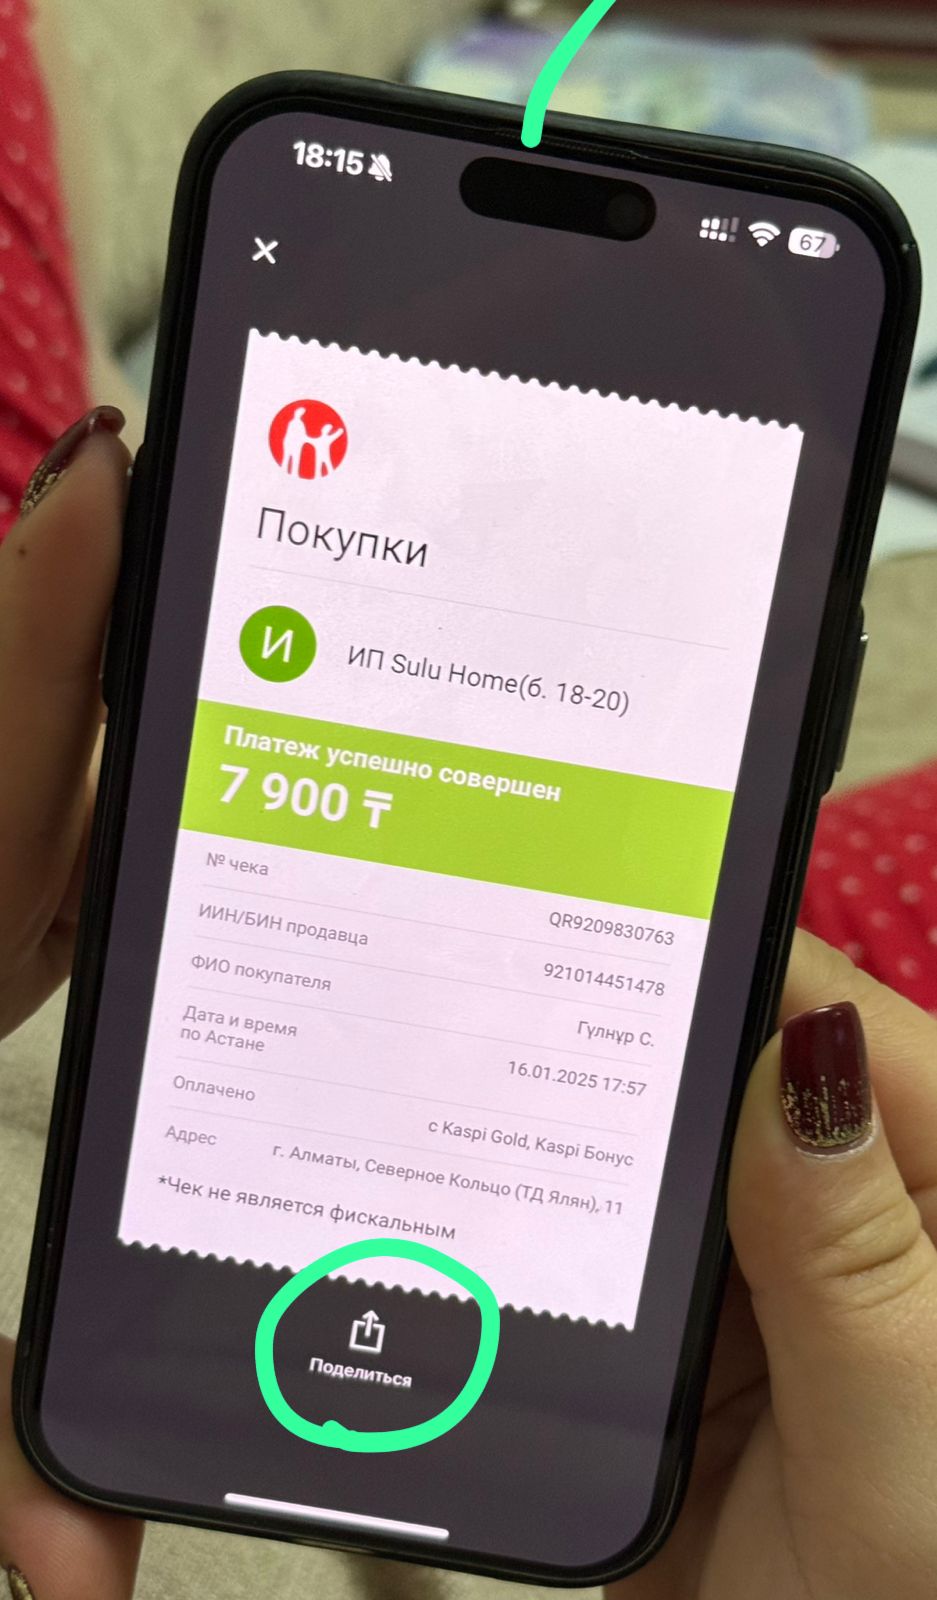 18:15
67
Покупки
И
ИП Sulu Home(б. 18-20)
Платеж успешно совершен
7 900 ₸
№ чека QR9209830763
ИИН/БИН продавца 921014451478
ФИО покупателя Гүлнұр С.
Дата и время по Астане 16.01.2025 17:57
Оплачено с Kaspi Gold, Kaspi Бонус
Адрес г. Алматы, Северное Кольцо (ТД Ялян), 11
*Чек не является фискальным
Поделиться